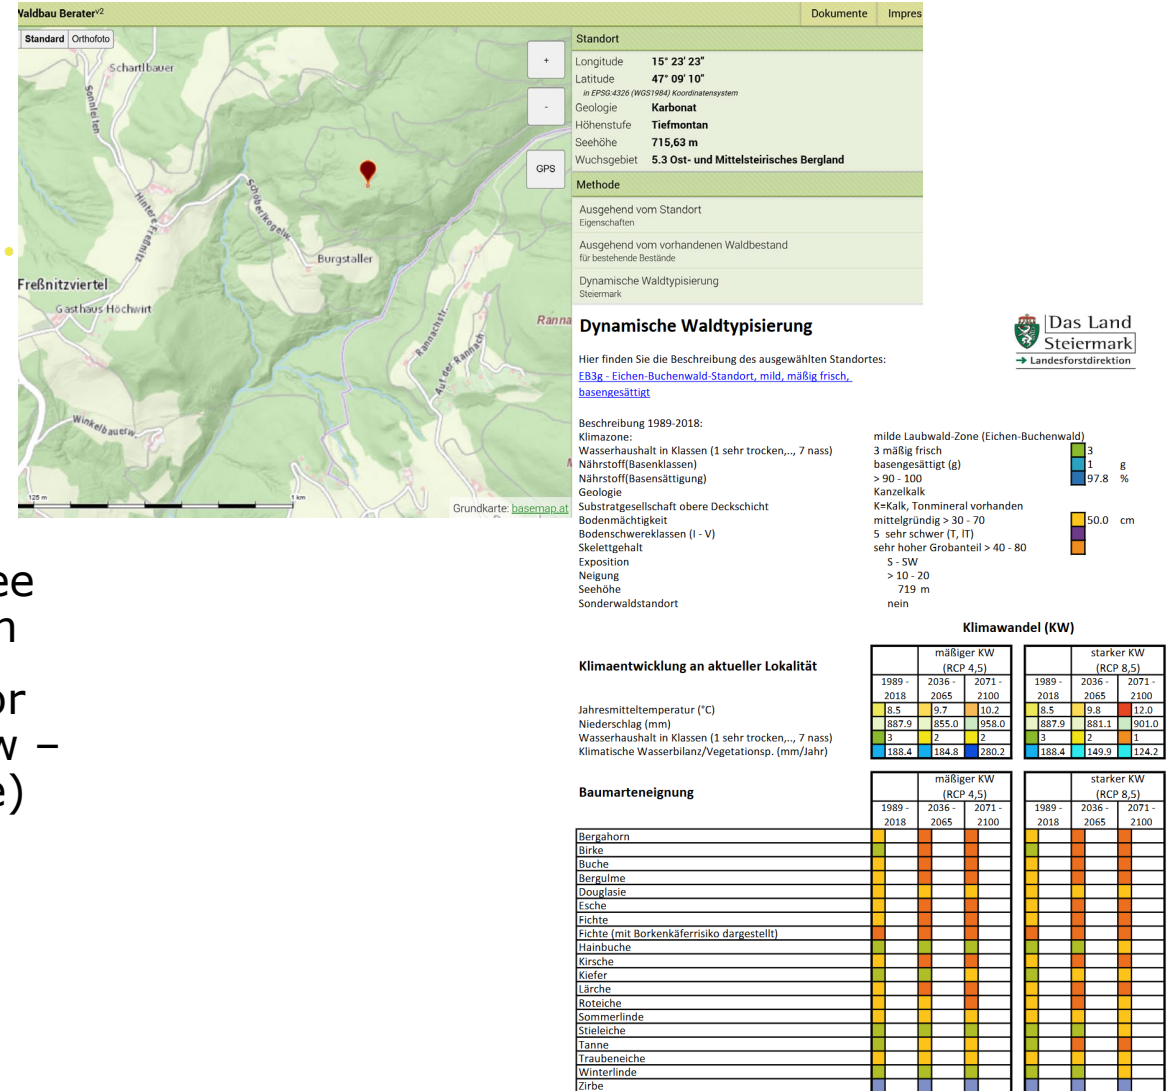 Waldbau Berater v2
Dokumente Impres
Standard Orthofoto
Schartlbauer
Sonnleiten
+
-
GPS
Hintere-Freßnitz
Schöberlkogelw.
Burgstaller
Freßnitzviertel
Gasthaus Höchwirt
Ranna
Rannachstr.
Auf der Rannach
Winkelbauerw.
125 m
1 km
Grundkarte: basemap.at
Standort
Longitude 15° 23' 23"
Latitude 47° 09' 10"
in EPSG:4326 (WGS1984) Koordinatensystem
Geologie Karbonat
Höhenstufe Tiefmontan
Seehöhe 715,63 m
Wuchsgebiet 5.3 Ost- und Mittelsteirisches Bergland
Methode
Ausgehend vom Standort
Eigenschaften
Ausgehend vom vorhandenen Waldbestand
für bestehende Bestände
Dynamische Waldtypisierung
Steiermark
ee
n
or
w –
e)
Dynamische Waldtypisierung
Das Land
Steiermark
→ Landesforstdirektion
Hier finden Sie die Beschreibung des ausgewählten Standortes:
EB3g - Eichen-Buchenwald-Standort, mild, mäßig frisch,
basengesättigt
Beschreibung 1989-2018:
Klimazone: milde Laubwald-Zone (Eichen-Buchenwald)
Wasserhaushalt in Klassen (1 sehr trocken,.., 7 nass) 3 mäßig frisch 3
Nährstoff(Basenklassen) basengesättigt (g) 1 g
Nährstoff(Basensättigung) > 90 - 100 97.8 %
Geologie Kanzelkalk
Substratgesellschaft obere Deckschicht K=Kalk, Tonmineral vorhanden
Bodenmächtigkeit mittelgründig > 30 - 70 50.0 cm
Bodenschwereklassen (I - V) 5 sehr schwer (T, lT)
Skelettgehalt sehr hoher Grobanteil > 40 - 80
Exposition S - SW
Neigung > 10 - 20
Seehöhe 719 m
Sonderwaldstandort nein
Klimawandel (KW)
Klimaentwicklung an aktueller Lokalität
mäßiger KW starker KW
(RCP 4,5) (RCP 8,5)
1989 - 2036 - 2071 - 1989 - 2036 - 2071 -
2018 2065 2100 2018 2065 2100
Jahresmitteltemperatur (°C) 8.5 9.7 10.2 8.5 9.8 12.0
Niederschlag (mm) 887.9 855.0 958.0 887.9 881.1 901.0
Wasserhaushalt in Klassen (1 sehr trocken,.., 7 nass) 3 2 2 3 2 1
Klimatische Wasserbilanz/Vegetationsp. (mm/Jahr) 188.4 184.8 280.2 188.4 149.9 124.2
Baumarteneignung
mäßiger KW starker KW
(RCP 4,5) (RCP 8,5)
1989 - 2036 - 2071 - 1989 - 2036 - 2071 -
2018 2065 2100 2018 2065 2100
Bergahorn
Birke
Buche
Bergulme
Douglasie
Esche
Fichte
Fichte (mit Borkenkäferrisiko dargestellt)
Hainbuche
Kirsche
Kiefer
Lärche
Roteiche
Sommerlinde
Stieleiche
Tanne
Traubeneiche
Winterlinde
Zirbe